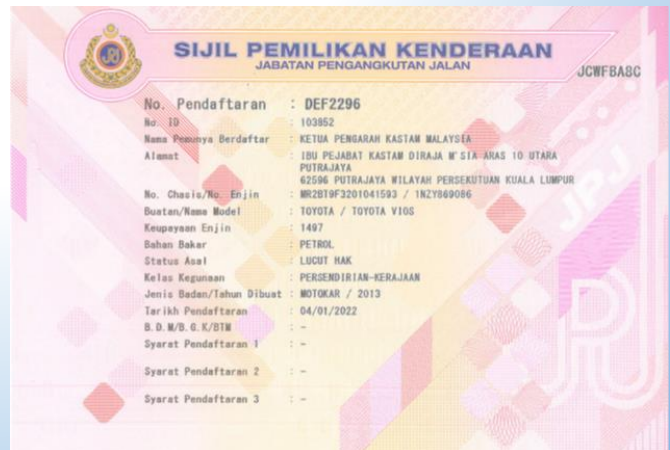 SIJIL PEMILIKAN KENDERAAN
JABATAN PENGANGKUTAN JALAN
JCWFBA8C
No. Pendaftaran : DEF2296
No. ID : 103952
Nama Pemunya Berdaftar : KETUA PENGARAH KASTAM MALAYSIA
Alamat : IBU PEJABAT KASTAM DIRAJA M'SIA ARAS 10 UTARA
PUTRAJAYA
62596 PUTRAJAYA WILAYAH PERSEKUTUAN KUALA LUMPUR
No. Chasis/No. Enjin : MR2BT9F3201041593 / 1NZY869086
Buatan/Nama Model : TOYOTA / TOYOTA VIOS
Keupayaan Enjin : 1497
Bahan Bakar : PETROL
Status Asal : LUCUT HAK
Kelas Kegunaan : PERSENDIRIAN-KERAJAAN
Jenis Badan/Tahun Dibuat : MOTOKAR / 2013
Tarikh Pendaftaran : 04/01/2022
B.D.M/B.G.K/BTM : -
Syarat Pendaftaran 1 : -
Syarat Pendaftaran 2 : -
Syarat Pendaftaran 3 : -
JPJ